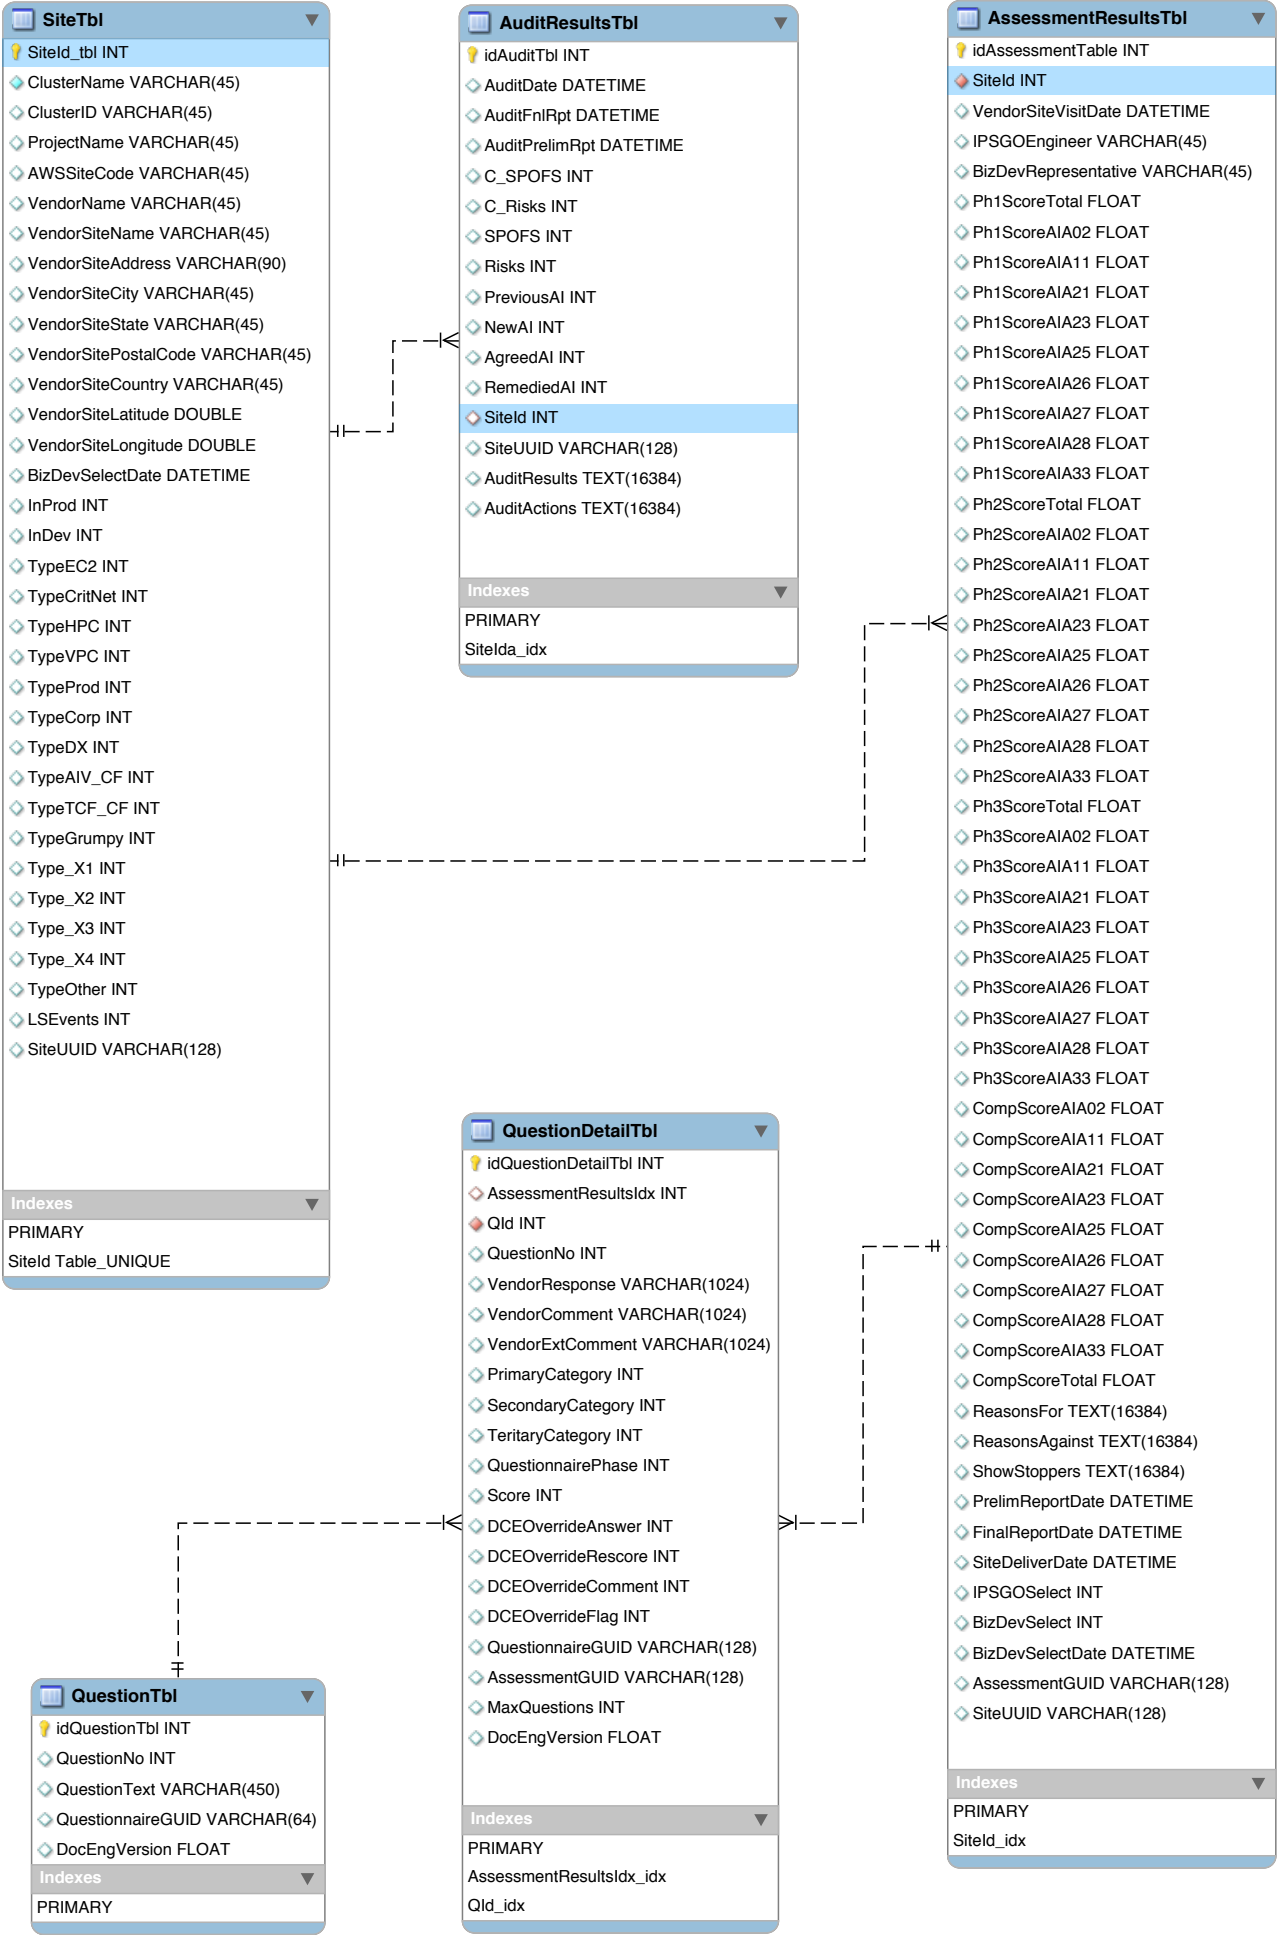 SiteTbl
SiteId_tbl INT
ClusterName VARCHAR(45)
ClusterID VARCHAR(45)
ProjectName VARCHAR(45)
AWSSiteCode VARCHAR(45)
VendorName VARCHAR(45)
VendorSiteName VARCHAR(45)
VendorSiteAddress VARCHAR(90)
VendorSiteCity VARCHAR(45)
VendorSiteState VARCHAR(45)
VendorSitePostalCode VARCHAR(45)
VendorSiteCountry VARCHAR(45)
VendorSiteLatitude DOUBLE
VendorSiteLongitude DOUBLE
BizDevSelectDate DATETIME
InProd INT
InDev INT
TypeEC2 INT
TypeCritNet INT
TypeHPC INT
TypeVPC INT
TypeProd INT
TypeCorp INT
TypeDX INT
TypeAIV_CF INT
TypeTCF_CF INT
TypeGrumpy INT
Type_X1 INT
Type_X2 INT
Type_X3 INT
Type_X4 INT
TypeOther INT
LSEvents INT
SiteUUID VARCHAR(128)
Indexes
PRIMARY
SiteId Table_UNIQUE
AuditResultsTbl
idAuditTbl INT
AuditDate DATETIME
AuditFnlRpt DATETIME
AuditPrelimRpt DATETIME
C_SPOFS INT
C_Risks INT
SPOFS INT
Risks INT
PreviousAI INT
NewAI INT
AgreedAI INT
RemediedAI INT
SiteId INT
SiteUUID VARCHAR(128)
AuditResults TEXT(16384)
AuditActions TEXT(16384)
Indexes
PRIMARY
SiteIda_idx
AssessmentResultsTbl
idAssessmentTable INT
SiteId INT
VendorSiteVisitDate DATETIME
IPSGOEngineer VARCHAR(45)
BizDevRepresentative VARCHAR(45)
Ph1ScoreTotal FLOAT
Ph1ScoreAIA02 FLOAT
Ph1ScoreAIA11 FLOAT
Ph1ScoreAIA21 FLOAT
Ph1ScoreAIA23 FLOAT
Ph1ScoreAIA25 FLOAT
Ph1ScoreAIA26 FLOAT
Ph1ScoreAIA27 FLOAT
Ph1ScoreAIA28 FLOAT
Ph1ScoreAIA33 FLOAT
Ph2ScoreTotal FLOAT
Ph2ScoreAIA02 FLOAT
Ph2ScoreAIA11 FLOAT
Ph2ScoreAIA21 FLOAT
Ph2ScoreAIA23 FLOAT
Ph2ScoreAIA25 FLOAT
Ph2ScoreAIA26 FLOAT
Ph2ScoreAIA27 FLOAT
Ph2ScoreAIA28 FLOAT
Ph2ScoreAIA33 FLOAT
Ph3ScoreTotal FLOAT
Ph3ScoreAIA02 FLOAT
Ph3ScoreAIA11 FLOAT
Ph3ScoreAIA21 FLOAT
Ph3ScoreAIA23 FLOAT
Ph3ScoreAIA25 FLOAT
Ph3ScoreAIA26 FLOAT
Ph3ScoreAIA27 FLOAT
Ph3ScoreAIA28 FLOAT
Ph3ScoreAIA33 FLOAT
CompScoreAIA02 FLOAT
CompScoreAIA11 FLOAT
CompScoreAIA21 FLOAT
CompScoreAIA23 FLOAT
CompScoreAIA25 FLOAT
CompScoreAIA26 FLOAT
CompScoreAIA27 FLOAT
CompScoreAIA28 FLOAT
CompScoreAIA33 FLOAT
CompScoreTotal FLOAT
ReasonsFor TEXT(16384)
ReasonsAgainst TEXT(16384)
ShowStoppers TEXT(16384)
PrelimReportDate DATETIME
FinalReportDate DATETIME
SiteDeliverDate DATETIME
IPSGOSelect INT
BizDevSelect INT
BizDevSelectDate DATETIME
AssessmentGUID VARCHAR(128)
SiteUUID VARCHAR(128)
Indexes
PRIMARY
SiteId_idx
QuestionDetailTbl
idQuestionDetailTbl INT
AssessmentResultsIdx INT
QId INT
QuestionNo INT
VendorResponse VARCHAR(1024)
VendorComment VARCHAR(1024)
VendorExtComment VARCHAR(1024)
PrimaryCategory INT
SecondaryCategory INT
TeritaryCategory INT
QuestionnairePhase INT
Score INT
DCEOverrideAnswer INT
DCEOverrideRescore INT
DCEOverrideComment INT
DCEOverrideFlag INT
QuestionnaireGUID VARCHAR(128)
AssessmentGUID VARCHAR(128)
MaxQuestions INT
DocEngVersion FLOAT
Indexes
PRIMARY
AssessmentResultsIdx_idx
QId_idx
QuestionTbl
idQuestionTbl INT
QuestionNo INT
QuestionText VARCHAR(450)
QuestionnaireGUID VARCHAR(64)
DocEngVersion FLOAT
Indexes
PRIMARY